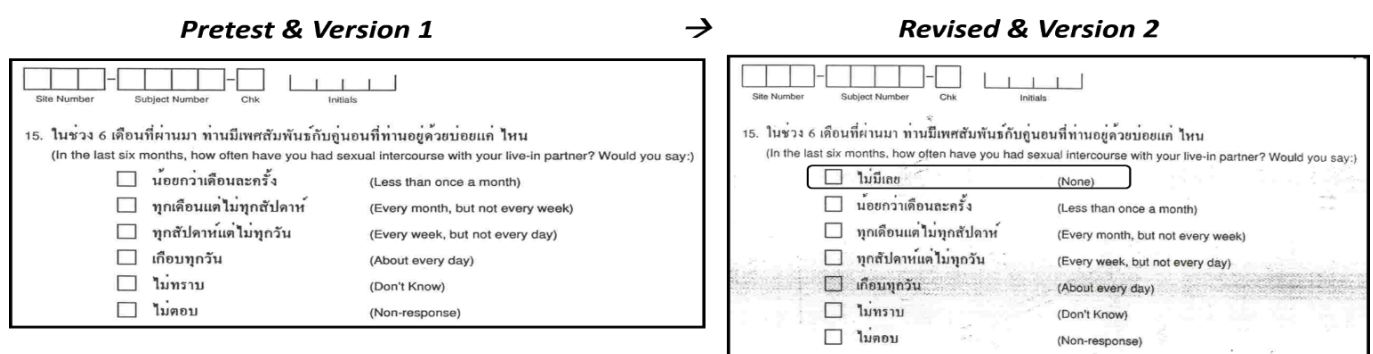 Pretest & Version 1 → Revised & Version 2
Site Number Subject Number Chk Initials
15. ในช่วง 6 เดือนที่ผ่านมา ท่านมีเพศสัมพันธ์กับคู่นอนที่ท่านอยู่ด้วยบ่อยแค่ ไหน
(In the last six months, how often have you had sexual intercourse with your live-in partner? Would you say:)
น้อยกว่าเดือนละครั้ง (Less than once a month)
ทุกเดือนแต่ไม่ทุกสัปดาห์ (Every month, but not every week)
ทุกสัปดาห์แต่ไม่ทุกวัน (Every week, but not every day)
เกือบทุกวัน (About every day)
ไม่ทราบ (Don't Know)
ไม่ตอบ (Non-response)
Site Number Subject Number Chk Initials
15. ในช่วง 6 เดือนที่ผ่านมา ท่านมีเพศสัมพันธ์กับคู่นอนที่ท่านอยู่ด้วยบ่อยแค่ ไหน
(In the last six months, how often have you had sexual intercourse with your live-in partner? Would you say:)
ไม่มีเลย (None)
น้อยกว่าเดือนละครั้ง (Less than once a month)
ทุกเดือนแต่ไม่ทุกสัปดาห์ (Every month, but not every week)
ทุกสัปดาห์แต่ไม่ทุกวัน (Every week, but not every day)
เกือบทุกวัน (About every day)
ไม่ทราบ (Don't Know)
ไม่ตอบ (Non-response)